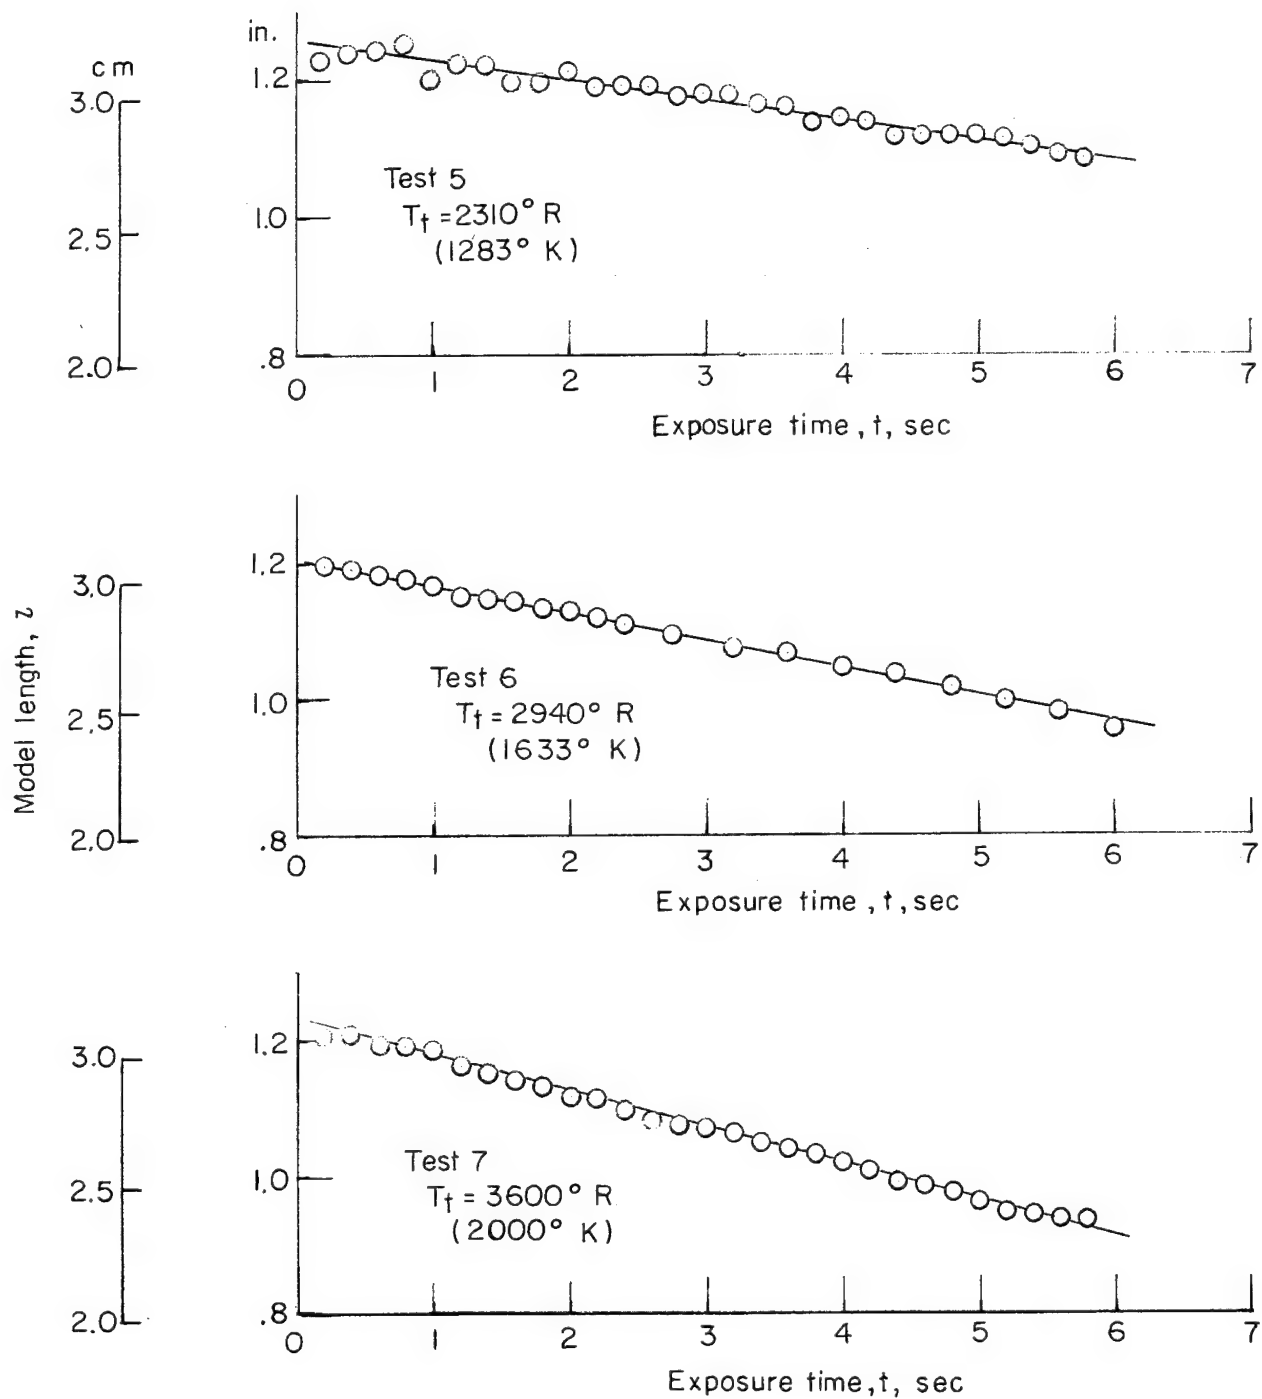 in.
cm
1.2
3.0
Test 5
Tt = 2310° R
(1283° K)
1.0
2.5
.8
2.0
0 1 2 3 4 5 6 7
Exposure time, t, sec
1.2
3.0
Test 6
Tt = 2940° R
(1633° K)
1.0
2.5
Model length, l
.8
2.0
0 1 2 3 4 5 6 7
Exposure time, t, sec
1.2
3.0
Test 7
Tt = 3600° R
(2000° K)
1.0
2.5
.8
2.0
0 1 2 3 4 5 6 7
Exposure time, t, sec